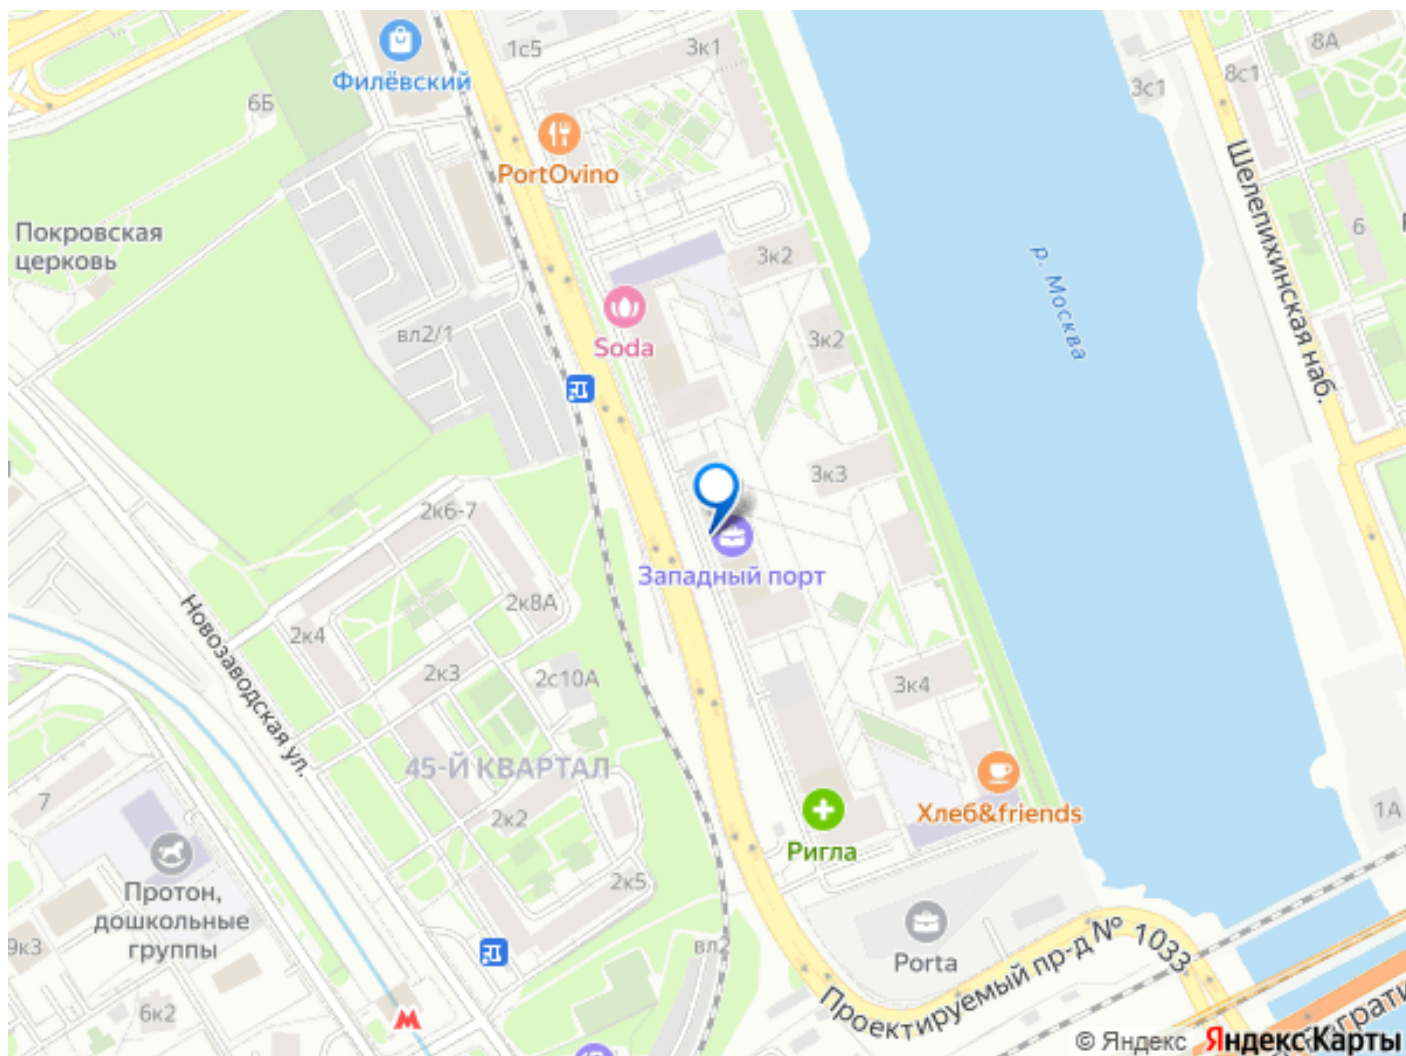 1с5
3к1
8А
Филёвский
8с1
3с1
6Б
PortOvino
Шелепихинская наб.
Покровская
церковь
6
3к2
р. Москва
вл2/1
Soda
3к2
3к3
2к6-7
Западный порт
2к8А
Новозаводская ул.
2к4
2к3
2с10А
3к4
45-Й КВАРТАЛ
7
2к2
Хлеб&friends
1А
Ригла
2к5
Протон,
дошкольные
группы
9к3
вл2
Porta
Проектируемый пр-д № 1033
6к2
© Яндекс Яндекс Карты